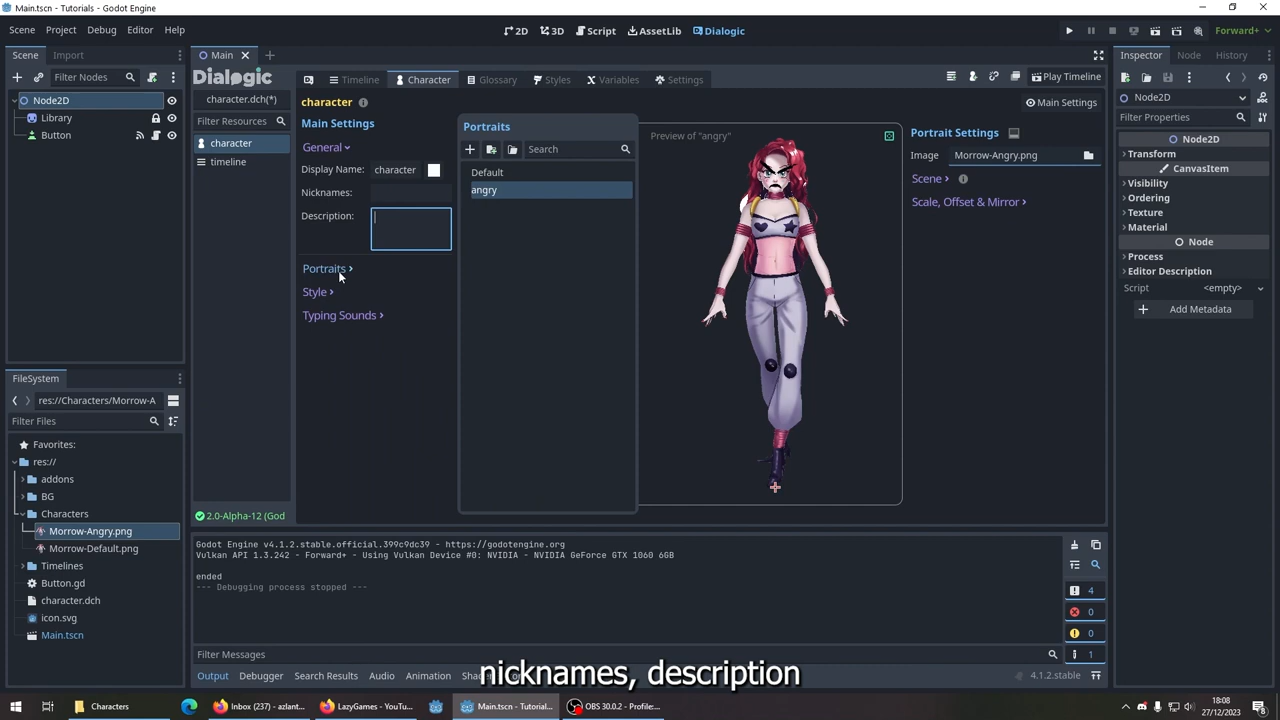 Main.tscn - Tutorials - Godot Engine
Scene Project Debug Editor Help
2D 3D Script AssetLib Dialogic
Forward+
Scene Import
Filter Nodes
Node2D
Library
Button
Main
Dialogic
Timeline Character Glossary Styles Variables Settings
Play Timeline
character.dch(*)
Filter Resources
character
timeline
2.0-Alpha-12 (God
character
Main Settings
Main Settings
General
Display Name: character
Nicknames:
Description:
Portraits
Style
Typing Sounds
Portraits
Search
Default
angry
Preview of "angry"
Portrait Settings
Image Morrow-Angry.png
Scene
Scale, Offset & Mirror
Inspector Node History
Node2D
Filter Properties
Node2D
Transform
CanvasItem
Visibility
Ordering
Texture
Material
Node
Process
Editor Description
Script <empty>
Add Metadata
FileSystem
res://Characters/Morrow-A
Filter Files
Favorites:
res://
addons
BG
Characters
Morrow-Angry.png
Morrow-Default.png
Timelines
Button.gd
character.dch
icon.svg
Main.tscn
Godot Engine v4.1.2.stable.official.399c9dc39 - https://godotengine.org
Vulkan API 1.3.242 - Forward+ - Using Vulkan Device #0: NVIDIA - NVIDIA GeForce GTX 1060 6GB
ended
--- Debugging process stopped ---
4
0
0
1
Filter Messages
Output Debugger Search Results Audio Animation
4.1.2.stable
nicknames, description
Characters
Inbox (237) - azlant...
LazyGames - YouTu...
Main.tscn - Tutorial...
OBS 30.0.2 - Profile:...
18:08
27/12/2023
8